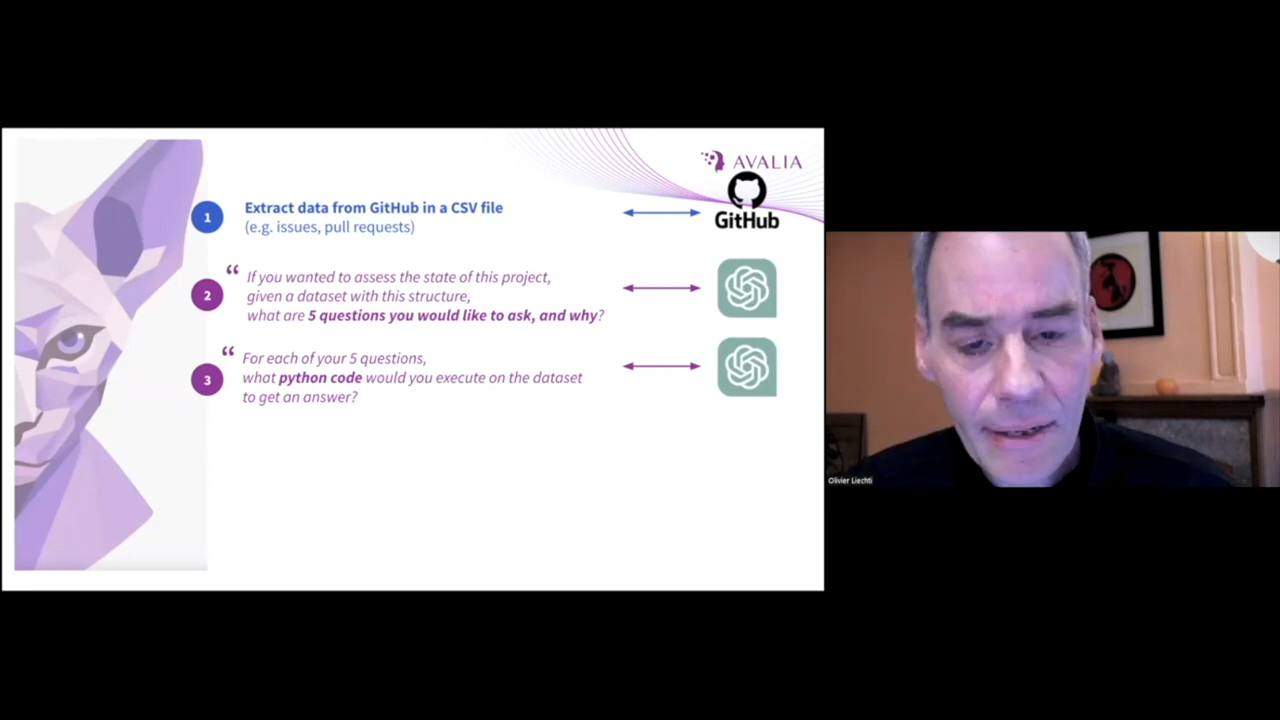 AVALIA
1
Extract data from GitHub in a CSV file
(e.g. issues, pull requests)
GitHub
2
“ If you wanted to assess the state of this project,
given a dataset with this structure,
what are 5 questions you would like to ask, and why?
3
“ For each of your 5 questions,
what python code would you execute on the dataset
to get an answer?
Olivier Liechti